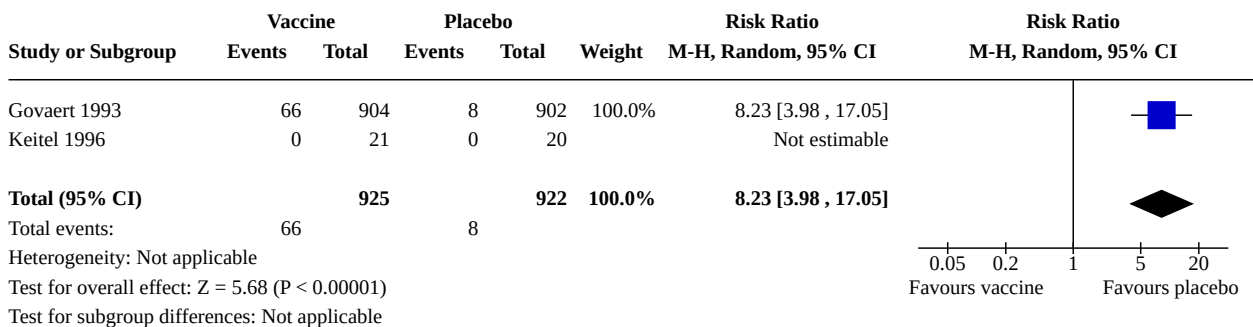 Vaccine Placebo Risk Ratio Risk Ratio
Study or Subgroup Events Total Events Total Weight M-H, Random, 95% CI M-H, Random, 95% CI
Govaert 1993 66 904 8 902 100.0% 8.23 [3.98 , 17.05]
Keitel 1996 0 21 0 20 Not estimable
Total (95% CI) 925 922 100.0% 8.23 [3.98 , 17.05]
Total events: 66 8
Heterogeneity: Not applicable
0.05 0.2 1 5 20
Test for overall effect: Z = 5.68 (P < 0.00001)
Favours vaccine Favours placebo
Test for subgroup differences: Not applicable